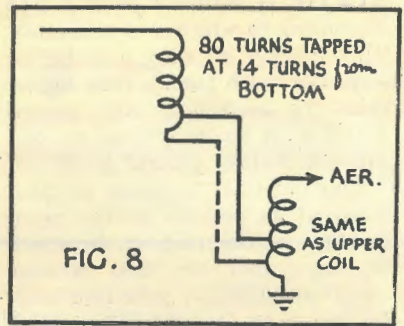 80 TURNS TAPPED
AT 14 TURNS from
BOTTOM
AER.
SAME
AS UPPER
COIL
FIG. 8